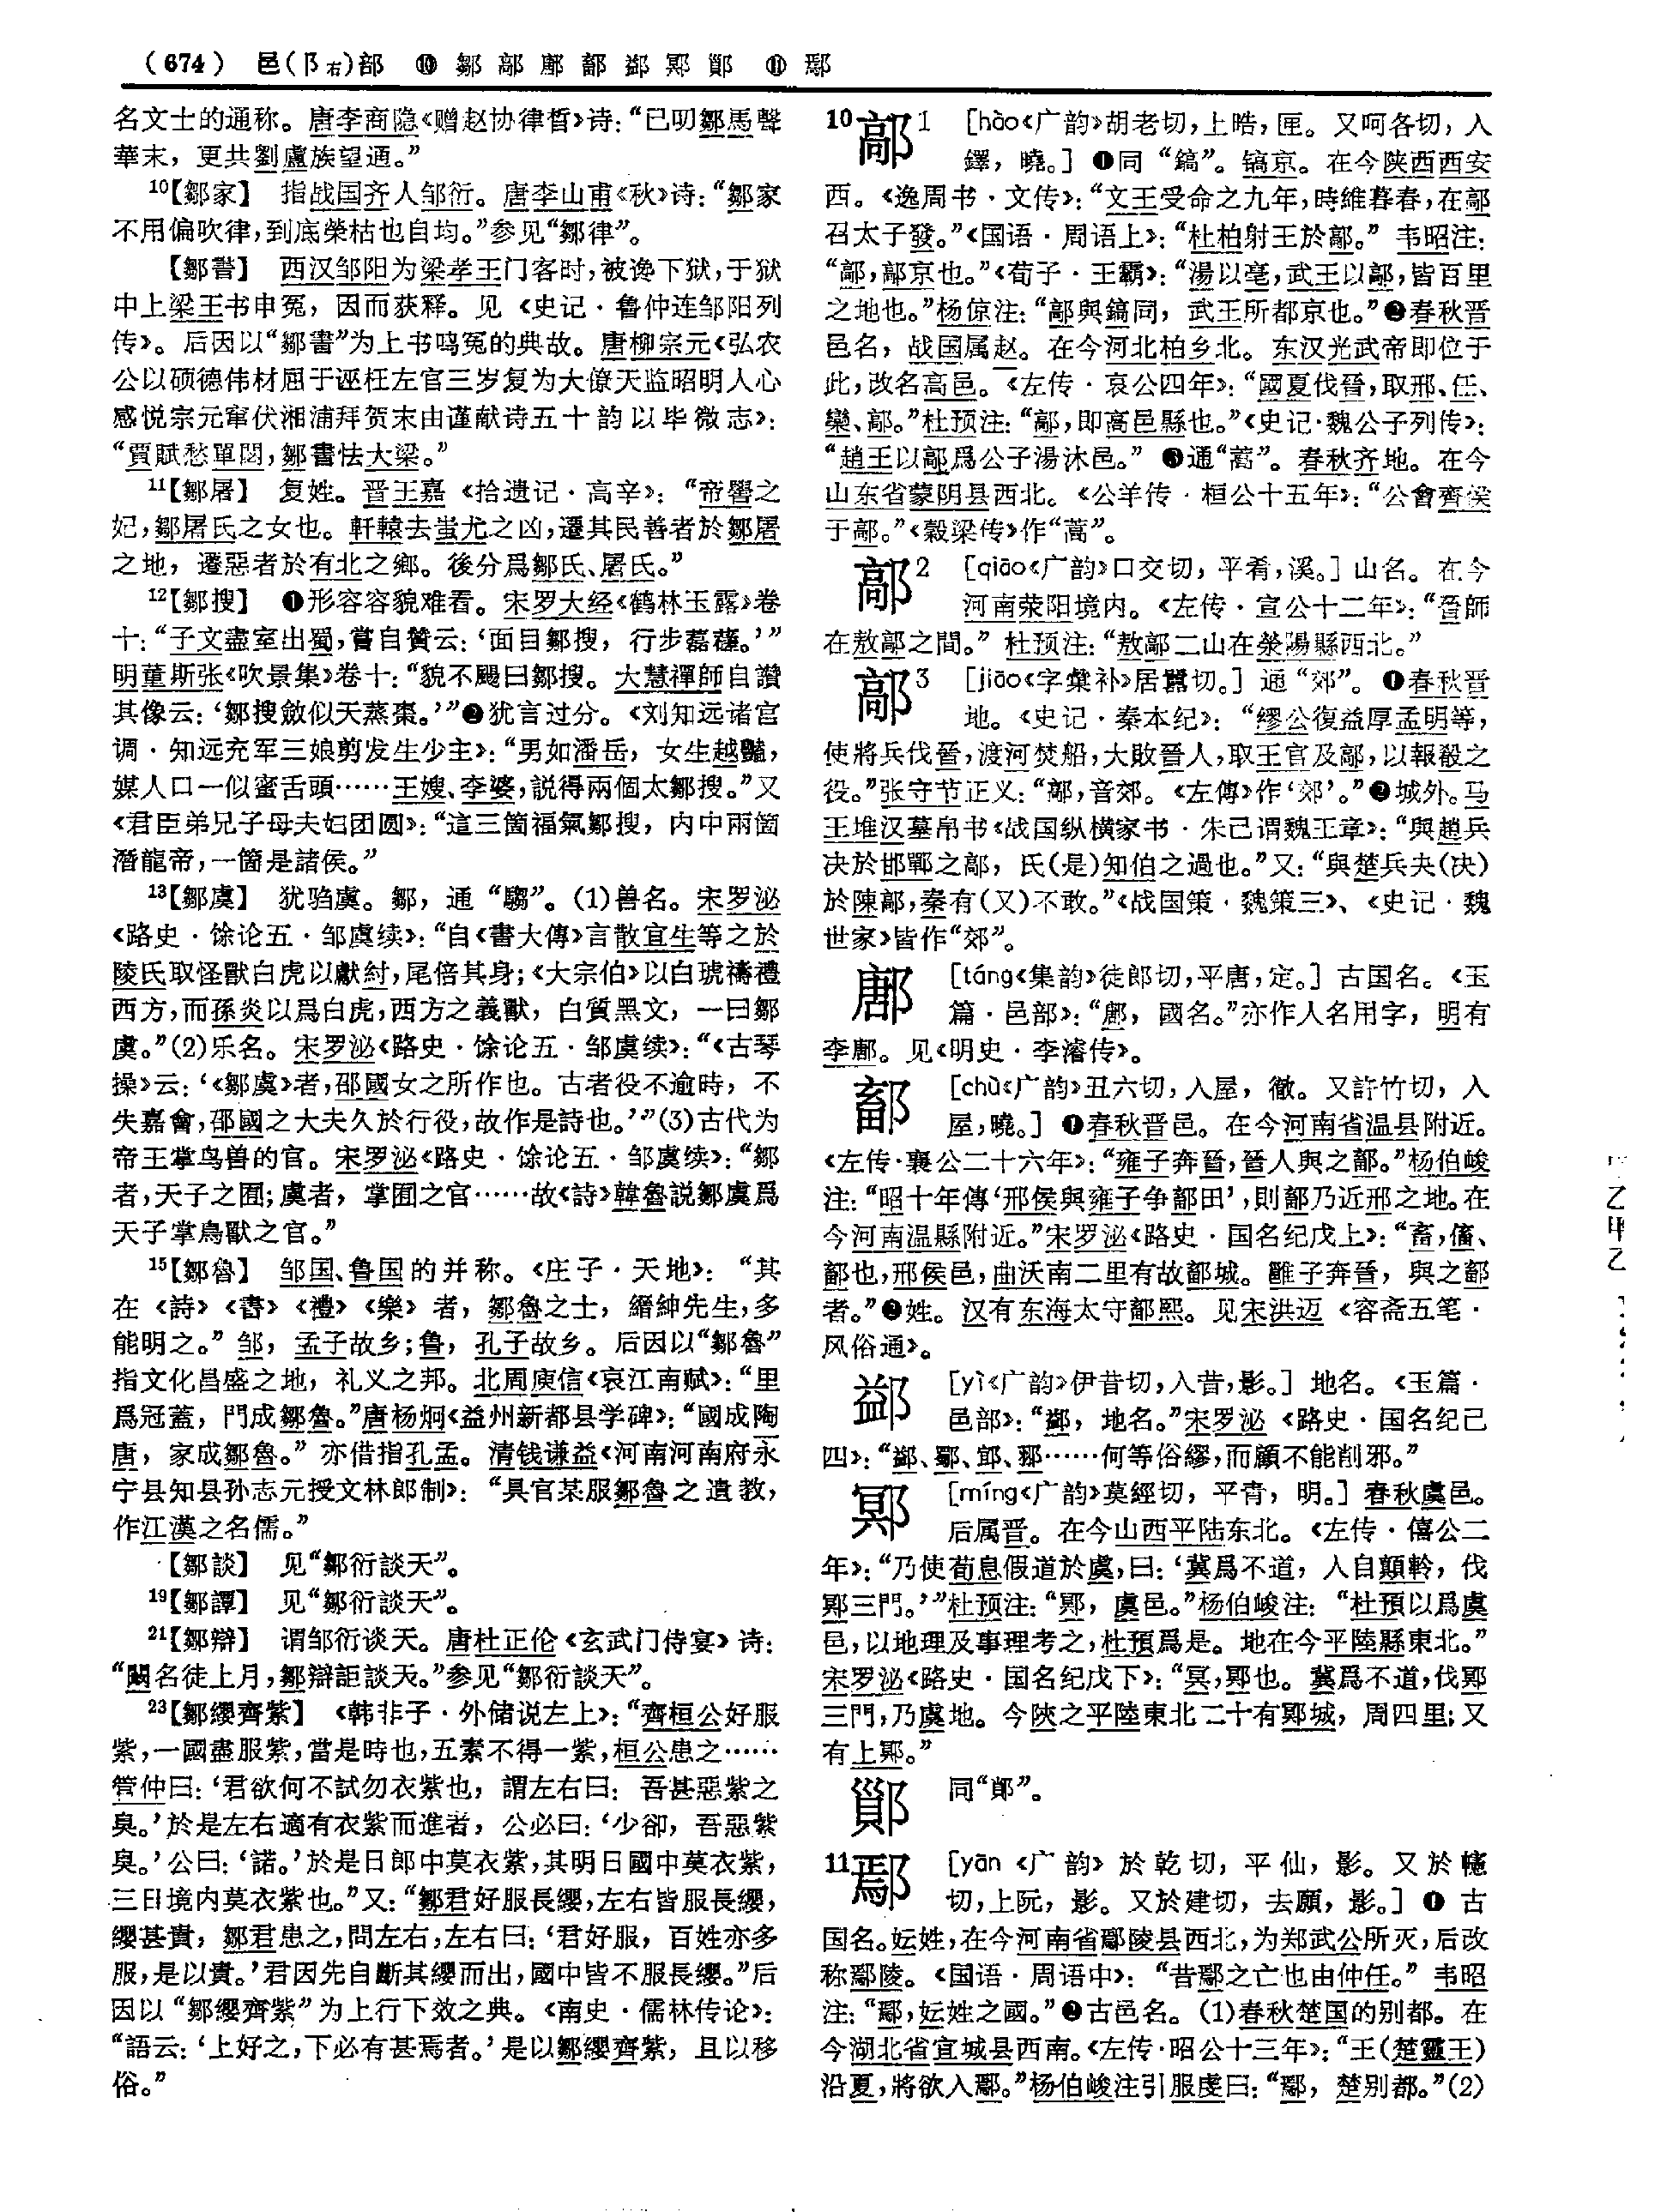 （674） 邑(阝右)部 ⑩ 鄒 鄗 鄌 鄐 鄓 鄍 鄮 ⑪ 鄢
名文士的通称。唐李商隐《赠赵协律晳》诗：“已叨鄒馬聲
華末，更共劉盧族望通。”
10【鄒家】 指战国齐人邹衍。唐李山甫《秋》诗：“鄒家
不用偏吹律，到底榮枯也自均。”参见“鄒律”。
【鄒書】 西汉邹阳为梁孝王门客时，被谗下狱，于狱
中上梁王书申冤，因而获释。见《史记·鲁仲连邹阳列
传》。后因以“鄒書”为上书鸣冤的典故。唐柳宗元《弘农
公以硕德伟材屈于诬枉左官三岁复为大僚天监昭明人心
感悦宗元窜伏湘浦拜贺末由谨献诗五十韵以毕微志》：
“賈賦愁單閼，鄒書怯大梁。”
11【鄒屠】 复姓。晋王嘉《拾遗记·高辛》：“帝嚳之
妃，鄒屠氏之女也。軒轅去蚩尤之凶，遷其民善者於鄒屠
之地，遷惡者於有北之鄉。後分爲鄒氏、屠氏。”
12【鄒搜】 ❶形容容貌难看。宋罗大经《鹤林玉露》卷
十：“子文盡室出蜀，嘗自贊云：‘面目鄒搜，行步藞𦽰。’”
明董斯张《吹景集》卷十：“貌不颺曰鄒搜。大慧禪師自讚
其像云：‘鄒搜斂似天蒸棗。’”❷犹言过分。《刘知远诸宫
调·知远充军三娘剪发生少主》：“男如潘岳，女生越豔，
媒人口一似蜜舌頭……王嫂、李婆，説得兩個太鄒搜。”又
《君臣弟兄子母夫妇团圆》：“這三箇福氣鄒搜，内中兩箇
潛龍帝，一箇是諸侯。”
13【鄒虞】 犹驺虞。鄒，通“騶”。(1)兽名。宋罗泌
《路史·馀论五·邹虞续》：“自《書大傳》言散宜生等之於
陵氏取怪獸白虎以獻紂，尾倍其身；《大宗伯》以白琥禱禮
西方，而孫炎以爲白虎，西方之義獸，白質黑文，一曰鄒
虞。”(2)乐名。宋罗泌《路史·馀论五·邹虞续》：“《古琴
操》云：‘《鄒虞》者，邵國女之所作也。古者役不逾時，不
失嘉會，邵國之大夫久於行役，故作是詩也。’”(3)古代为
帝王掌鸟兽的官。宋罗泌《路史·馀论五·邹虞续》：“鄒
者，天子之囿；虞者，掌囿之官……故《詩》韓魯説鄒虞爲
天子掌鳥獸之官。”
15【鄒魯】 邹国、鲁国的并称。《庄子·天地》：“其
在《詩》《書》《禮》《樂》者，鄒魯之士，縉紳先生，多
能明之。”邹，孟子故乡；鲁，孔子故乡。后因以“鄒魯”
指文化昌盛之地，礼义之邦。北周庾信《哀江南赋》：“里
爲冠蓋，門成鄒魯。”唐杨炯《益州新都县学碑》：“國成陶
唐，家成鄒魯。”亦借指孔孟。清钱谦益《河南河南府永
宁县知县孙志元授文林郎制》：“具官某服鄒魯之遺教，
作江漢之名儒。”
【鄒談】 见“鄒衍談天”。
19【鄒譚】 见“鄒衍談天”。
21【鄒辯】 谓邹衍谈天。唐杜正伦《玄武门侍宴》诗：
“闕名徒上月，鄒辯詎談天。”参见“鄒衍談天”。
23【鄒纓齊紫】 《韩非子·外储说左上》：“齊桓公好服
紫，一國盡服紫，當是時也，五素不得一紫，桓公患之……
管仲曰：‘君欲何不試勿衣紫也，謂左右曰：吾甚惡紫之
臭。’於是左右適有衣紫而進者，公必曰：‘少卻，吾惡紫
臭。’公曰：‘諾。’於是日郎中莫衣紫，其明日國中莫衣紫，
三日境内莫衣紫也。”又：“鄒君好服長纓，左右皆服長纓，
纓甚貴，鄒君患之，問左右，左右曰：‘君好服，百姓亦多
服，是以貴。’君因先自斷其纓而出，國中皆不服長纓。”后
因以“鄒纓齊紫”为上行下效之典。《南史·儒林传论》：
“語云：‘上好之，下必有甚焉者。’是以鄒纓齊紫，且以移
俗。”
10鄗1 [hào《广韵》胡老切，上晧，匣。又呵各切，入
鐸，曉。] ❶同“鎬”。镐京。在今陕西西安
西。《逸周书·文传》：“文王受命之九年，時維暮春，在鄗
召太子發。”《国语·周语上》：“杜柏射王於鄗。”韦昭注：
“鄗，鄗京也。”《荀子·王霸》：“湯以亳，武王以鄗，皆百里
之地也。”杨倞注：“鄗與鎬同，武王所都京也。”❷春秋晋
邑名，战国属赵。在今河北柏乡北。东汉光武帝即位于
此，改名高邑。《左传·哀公四年》：“國夏伐晉，取邢、任、
欒、鄗。”杜预注：“鄗，即高邑縣也。”《史记·魏公子列传》：
“趙王以鄗爲公子湯沐邑。”❸通“蒿”。春秋齐地。在今
山东省蒙阴县西北。《公羊传·桓公十五年》：“公會齊侯
于鄗。”《穀梁传》作“蒿”。
鄗2 [qiāo《广韵》口交切，平肴，溪。] 山名。在今
河南荥阳境内。《左传·宣公十二年》：“晉師
在敖鄗之間。”杜预注：“敖鄗二山在滎陽縣西北。”
鄗3 [jiāo《字彙补》居嚣切。] 通“郊”。❶春秋晋
地。《史记·秦本纪》：“繆公復益厚孟明等，
使將兵伐晉，渡河焚船，大敗晉人，取王官及鄗，以報殽之
役。”张守节正义：“鄗，音郊。《左傳》作‘郊’。”❷城外。马
王堆汉墓帛书《战国纵横家书·朱己谓魏王章》：“與趙兵
决於邯鄲之鄗，氏(是)知伯之過也。”又：“與楚兵夬(决)
於陳鄗，秦有(又)不敢。”《战国策·魏策三》、《史记·魏
世家》皆作“郊”。
鄌 [táng《集韵》徒郎切，平唐，定。] 古国名。《玉
篇·邑部》：“鄌，國名。”亦作人名用字，明有
李鄌。见《明史·李濬传》。
鄐 [chù《广韵》丑六切，入屋，徹。又許竹切，入
屋，曉。] ❶春秋晋邑。在今河南省温县附近。
《左传·襄公二十六年》：“雍子奔晉，晉人與之鄐。”杨伯峻
注：“昭十年傳‘邢侯與雍子争鄐田’，則鄐乃近邢之地。在
今河南温縣附近。”宋罗泌《路史·国名纪戊上》：“畜，傗、
鄐也，邢侯邑，曲沃南二里有故鄐城。雝子奔晉，與之鄐
者。”❷姓。汉有东海太守鄐熙。见宋洪迈《容斋五笔·
风俗通》。
鄓 [yì《广韵》伊昔切，入昔，影。] 地名。《玉篇·
邑部》：“鄓，地名。”宋罗泌《路史·国名纪己
四》：“鄓、鄤、䣊、䣝……何等俗繆，而顧不能削邪。”
鄍 [míng《广韵》莫經切，平青，明。] 春秋虞邑。
后属晋。在今山西平陆东北。《左传·僖公二
年》：“乃使荀息假道於虞，曰：‘冀爲不道，入自顛軨，伐
鄍三門。’”杜预注：“鄍，虞邑。”杨伯峻注：“杜預以爲虞
邑，以地理及事理考之，杜預爲是。地在今平陸縣東北。”
宋罗泌《路史·国名纪戊下》：“冥，鄍也。冀爲不道，伐鄍
三門，乃虞地。今陝之平陸東北二十有鄍城，周四里；又
有上鄍。”
同“鄮”。
11鄢 [yān《广韵》於乾切，平仙，影。又於幰
切，上阮，影。又於建切，去願，影。] ❶古
国名。妘姓，在今河南省鄢陵县西北，为郑武公所灭，后改
称鄢陵。《国语·周语中》：“昔鄢之亡也由仲任。”韦昭
注：“鄢，妘姓之國。”❷古邑名。(1)春秋楚国的别都。在
今湖北省宜城县西南。《左传·昭公十三年》：“王(楚靈王)
沿夏，將欲入鄢。”杨伯峻注引服虔曰：“鄢，楚别都。”(2)